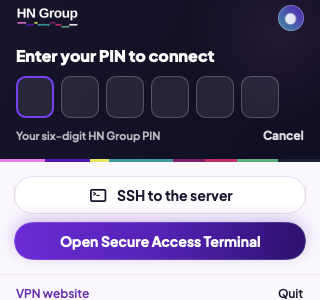 HN Group
Enter your PIN to connect
Your six-digit HN Group PIN
Cancel
SSH to the server
Open Secure Access Terminal
VPN website
Quit